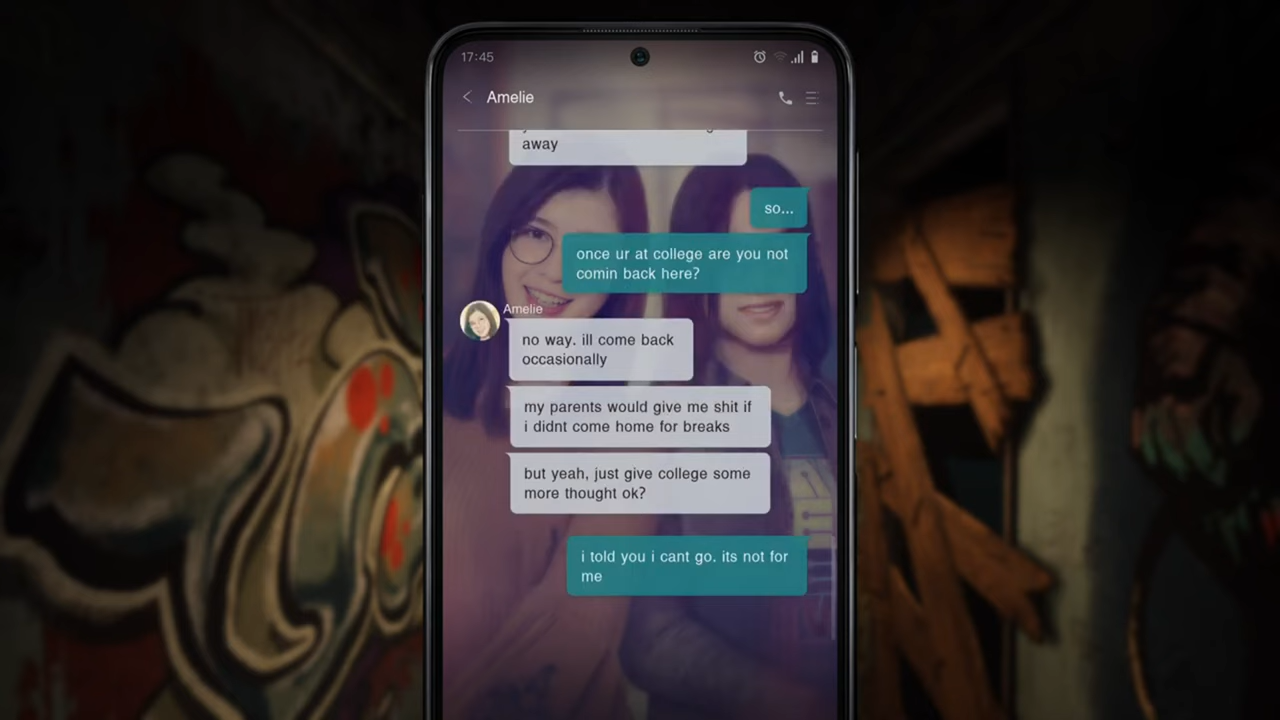 17:45
Amelie
away
so...
once ur at college are you not
comin back here?
Amelie
no way. ill come back
occasionally
my parents would give me shit if
i didnt come home for breaks
but yeah, just give college some
more thought ok?
i told you i cant go. its not for
me